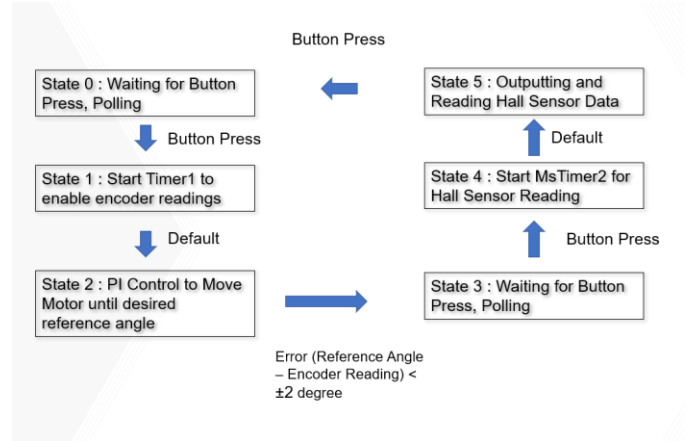 Button Press
State 0 : Waiting for Button
Press, Polling
Button Press
State 1 : Start Timer1 to
enable encoder readings
Default
State 2 : PI Control to Move
Motor until desired
reference angle
Error (Reference Angle
– Encoder Reading) <
±2 degree
State 3 : Waiting for Button
Press, Polling
Button Press
State 4 : Start MsTimer2 for
Hall Sensor Reading
Default
State 5 : Outputting and
Reading Hall Sensor Data